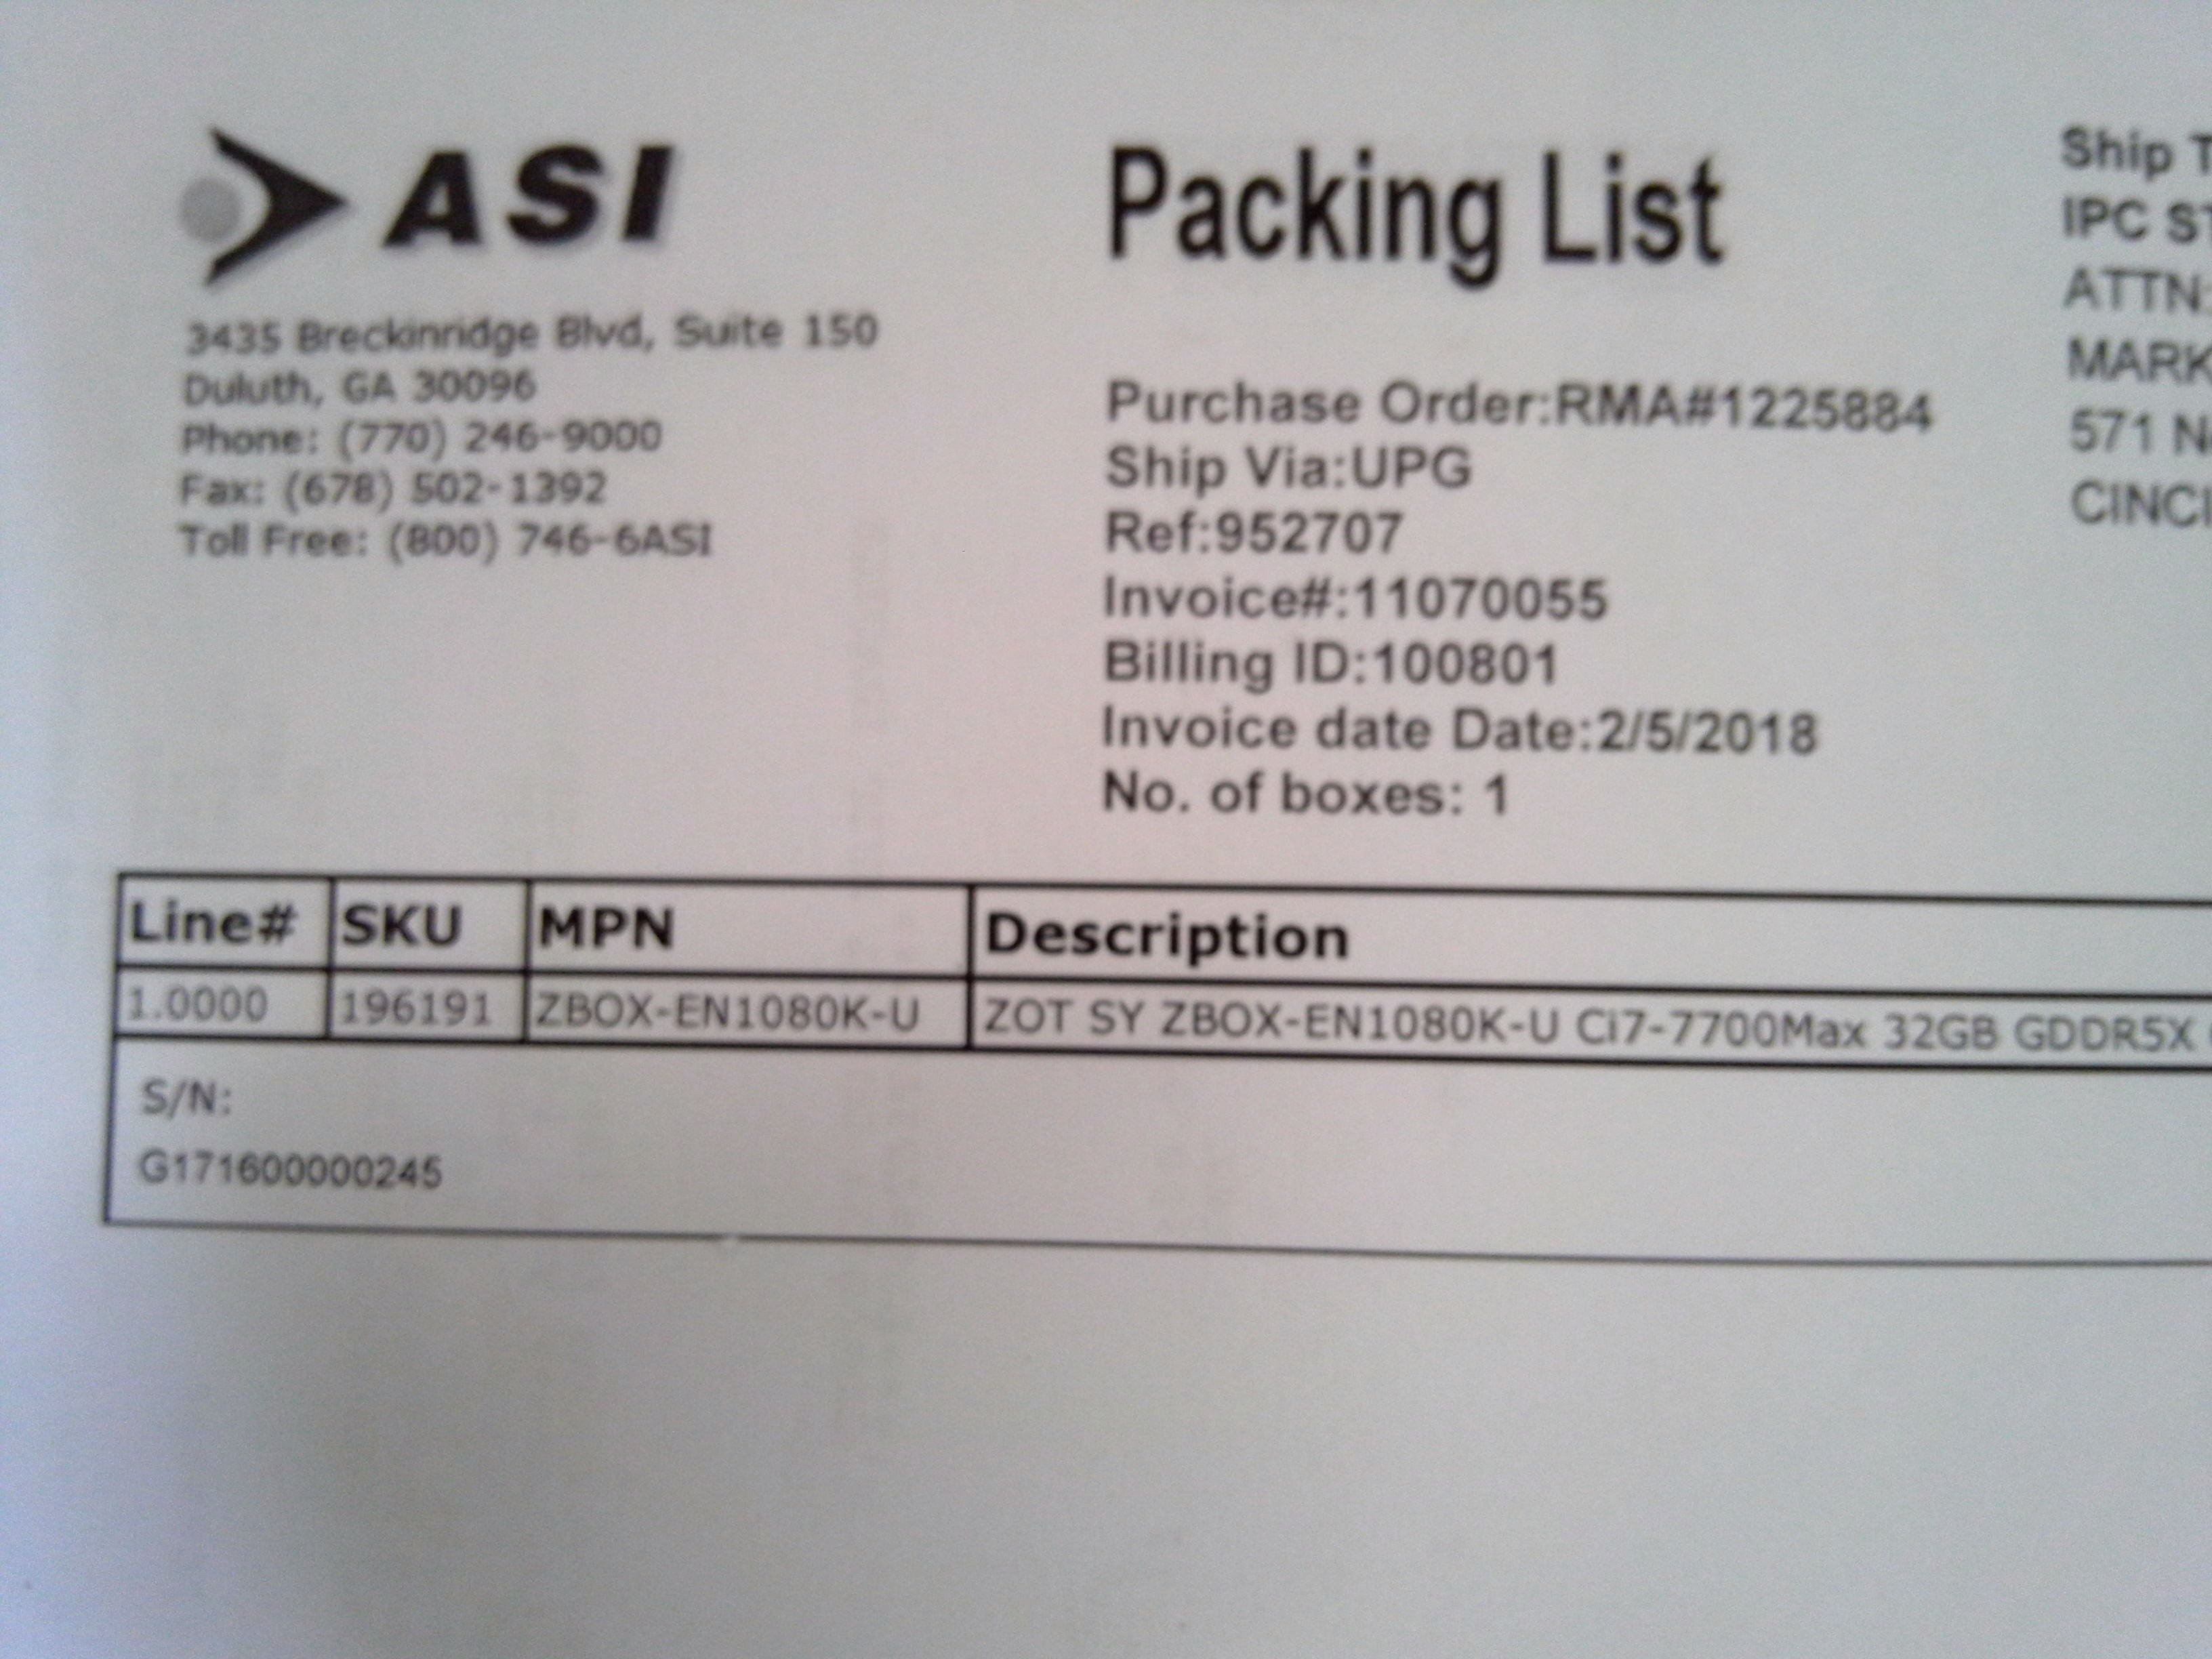 ASI
3435 Breckinridge Blvd, Suite 150
Duluth, GA 30096
Phone: (770) 246-9000
Fax: (678) 502-1392
Toll Free: (800) 746-6ASI
Packing List
Purchase Order:RMA#1225884
Ship Via:UPG
Ref:952707
Invoice#:11070055
Billing ID:100801
Invoice date Date:2/5/2018
No. of boxes: 1
Ship
IPC
ATTN:
MARK
571
Line# SKU MPN Description
1.0000 196191 ZBOX-EN1080K-U ZOT SY ZBOX-EN1080K-U Ci7-7700Max 32GB GDDR5X
S/N:
G171600000245